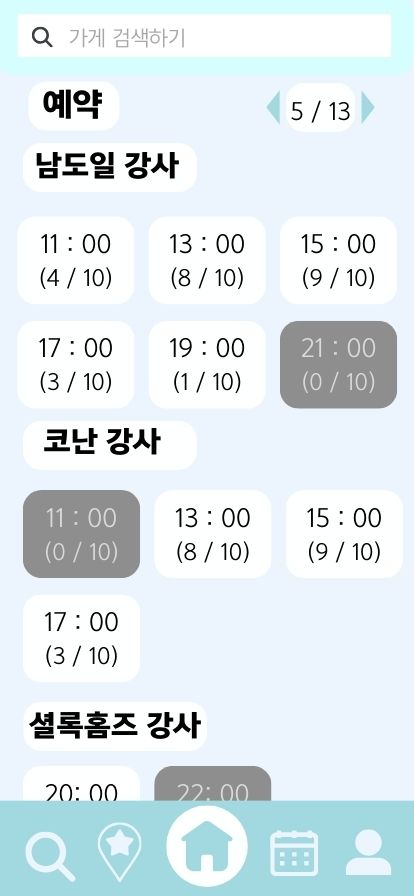 가게 검색하기
예약
5 / 13
남도일 강사
11 : 00
(4 / 10)
13 : 00
(8 / 10)
15 : 00
(9 / 10)
17 : 00
(3 / 10)
19 : 00
(1 / 10)
21 : 00
(0 / 10)
코난 강사
11 : 00
(0 / 10)
13 : 00
(8 / 10)
15 : 00
(9 / 10)
17 : 00
(3 / 10)
셜록홈즈 강사
20: 00
22: 00